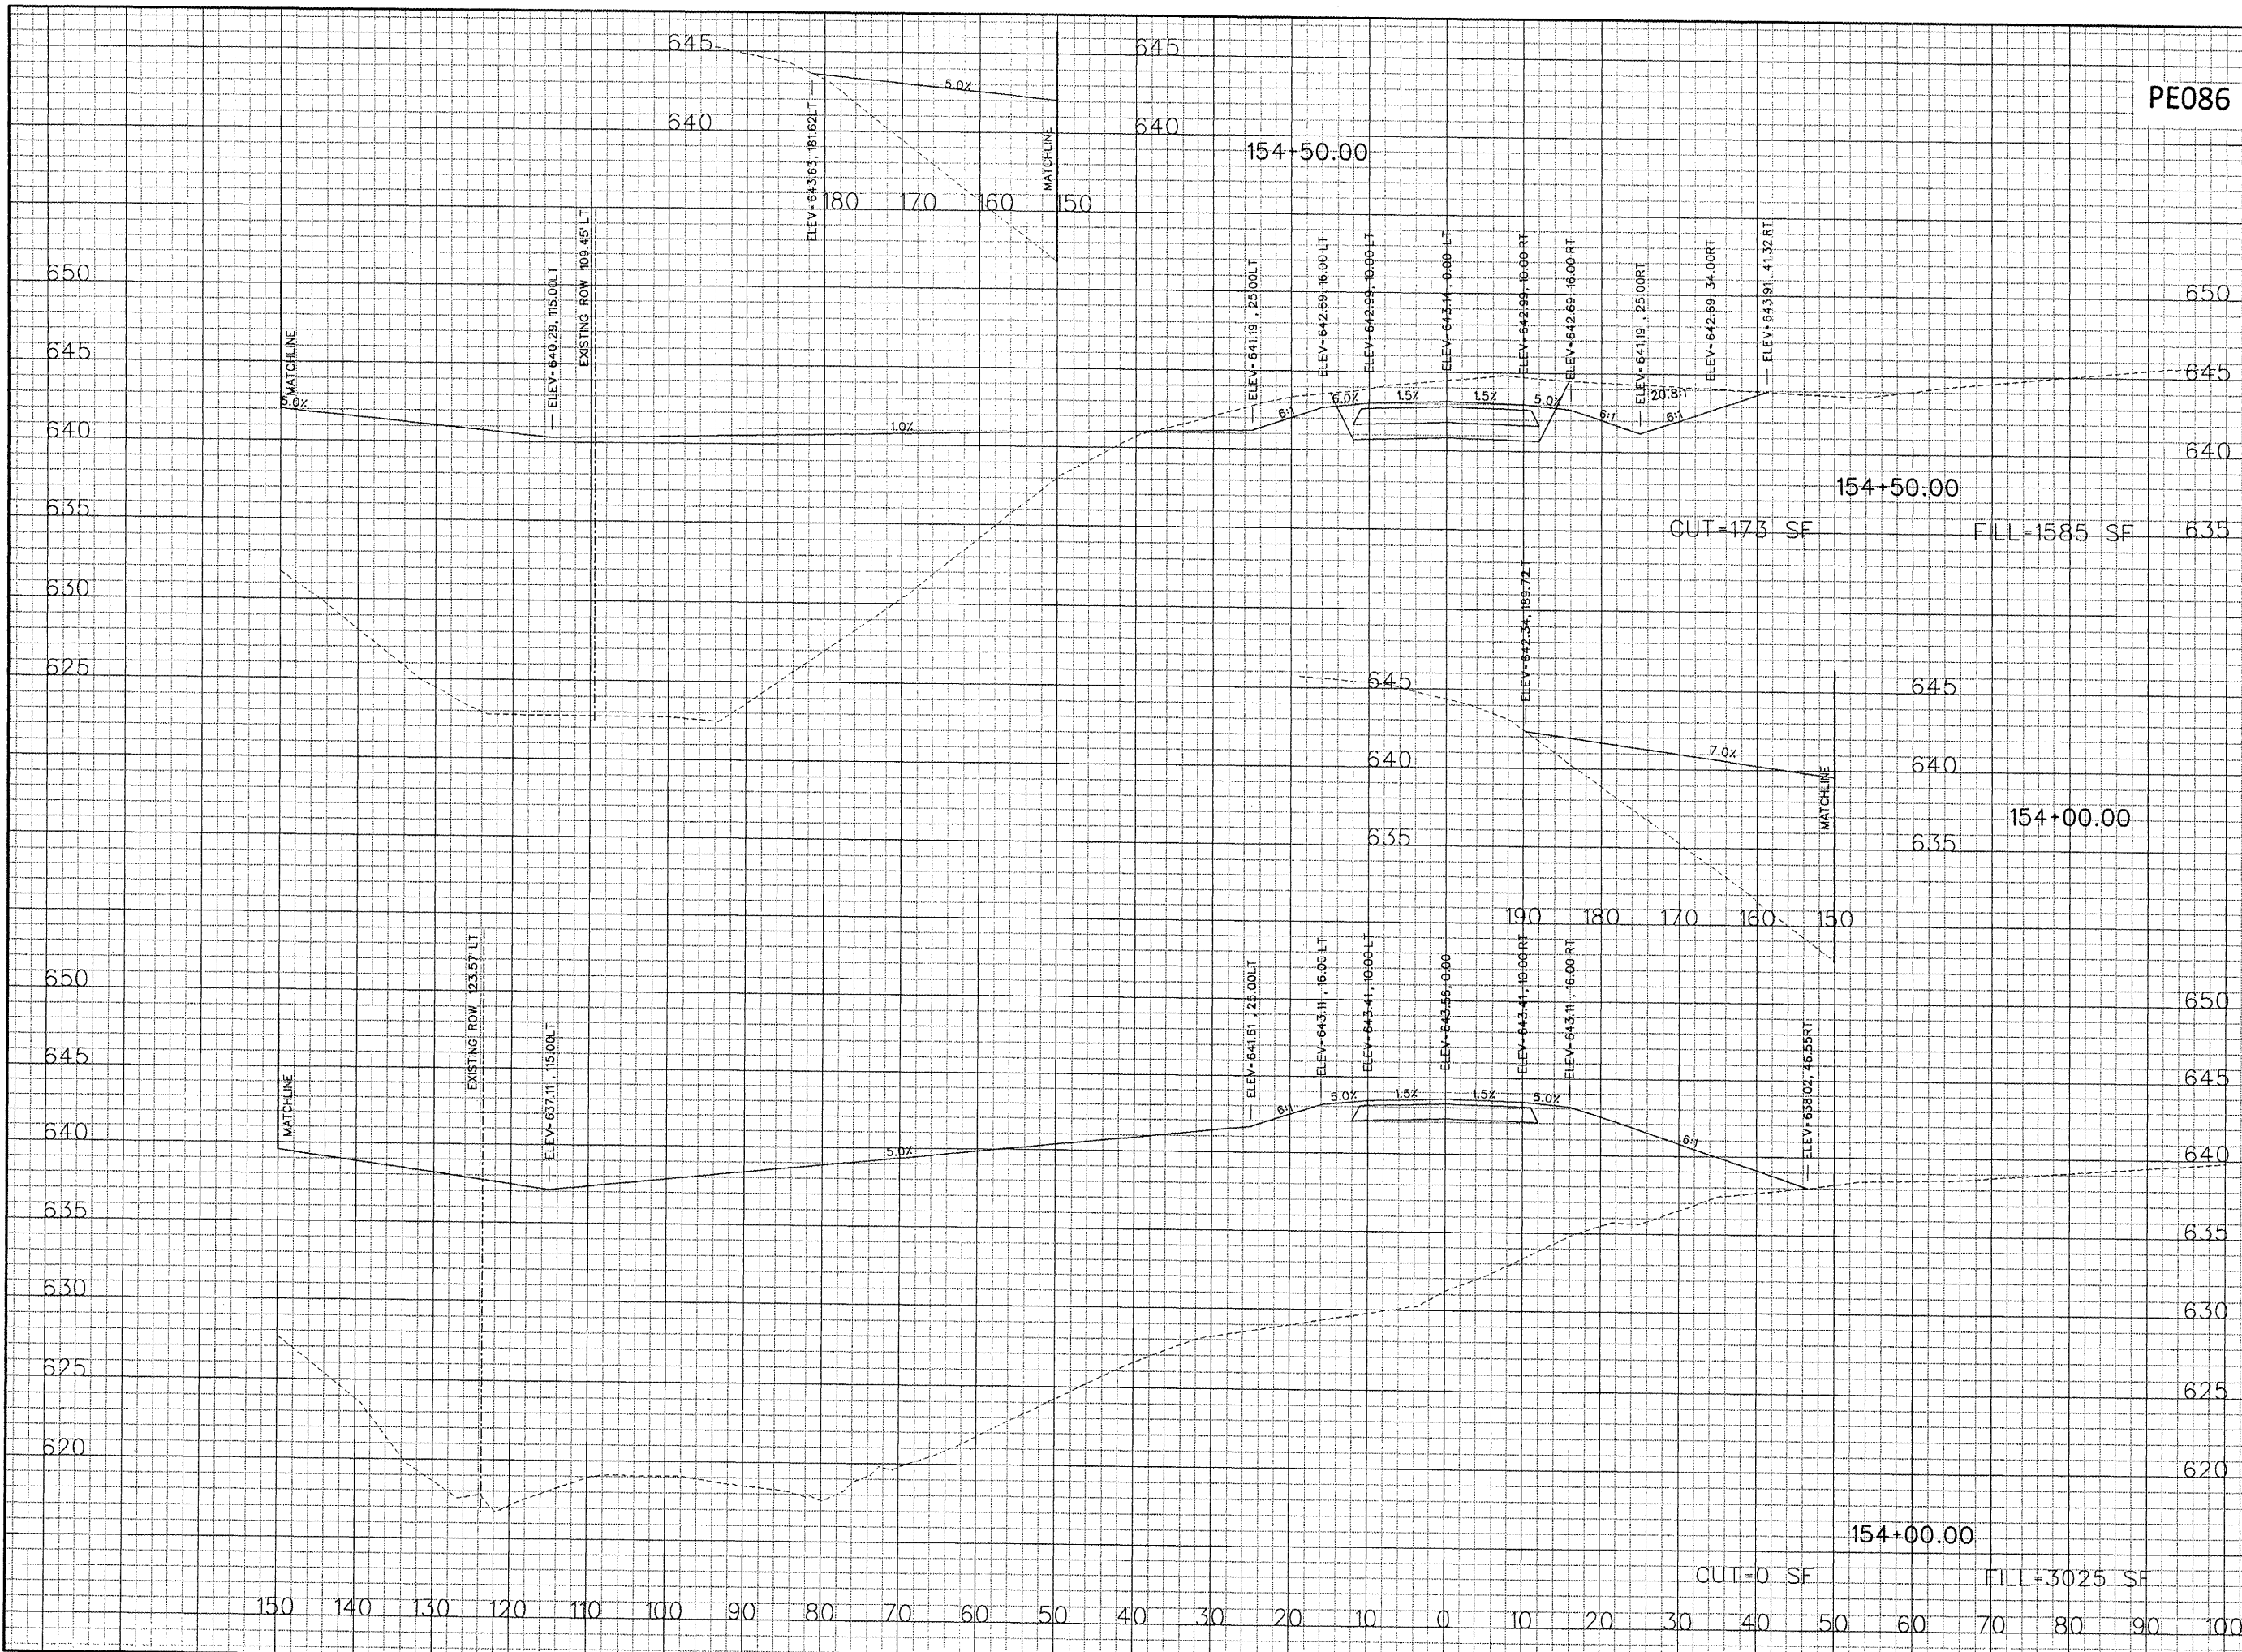 PE086
645 645
5.0%
640 640
ELEV=643.63, 181.62LT
MATCHLINE
154+50.00
180 170 160 150
650 650
MATCHLINE
5.0%
ELEV=640.29, 115.00LT
EXISTING ROW 109.45' LT
ELEV=641.19, 25.00LT
ELEV=642.69, 16.00 LT
ELEV=642.99, 10.00 LT
ELEV=643.14, 0.00 LT
ELEV=642.99, 10.00 RT
ELEV=642.69, 16.00 RT
ELEV=641.19, 25.00RT
ELEV=642.69, 34.00RT
ELEV=643.91, 41.32 RT
645 645
1.0% 6:1 5.0% 1.5% 1.5% 5.0% 6:1 20.8:1 6:1
640 640
154+50.00
635 635
CUT=173 SF FILL=1585 SF
630
625
ELEV=642.34, 189.72LT
645 645
7.0%
640 640
MATCHLINE
154+00.00
635 635
190 180 170 160 150
650 650
MATCHLINE
EXISTING ROW 123.57' LT
ELEV=637.11, 115.00LT
ELEV=641.61, 25.00LT
ELEV=643.11, 16.00 LT
ELEV=643.41, 10.00 LT
ELEV=643.56, 0.00
ELEV=643.41, 10.00 RT
ELEV=643.11, 16.00 RT
ELEV=638.02, 46.55RT
645 645
5.0% 6:1 5.0% 1.5% 1.5% 5.0% 6:1
640 640
635 635
630 630
625 625
620 620
154+00.00
CUT=0 SF FILL=3025 SF
150 140 130 120 110 100 90 80 70 60 50 40 30 20 10 0 10 20 30 40 50 60 70 80 90 100